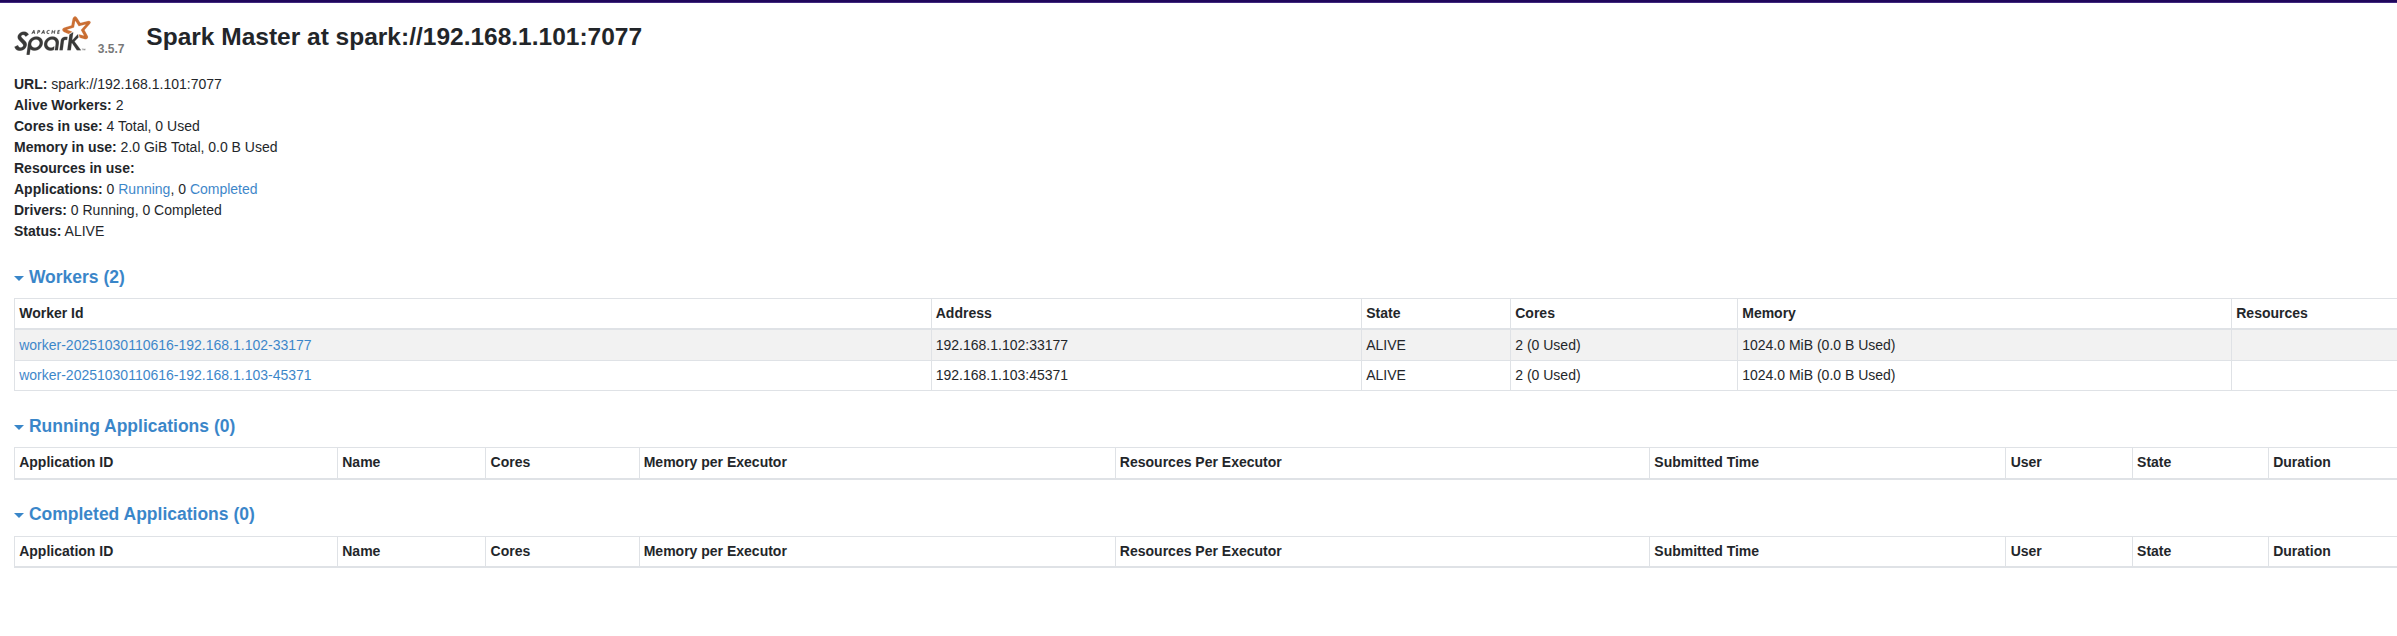 APACHE
Spark 3.5.7 Spark Master at spark://192.168.1.101:7077
URL: spark://192.168.1.101:7077
Alive Workers: 2
Cores in use: 4 Total, 0 Used
Memory in use: 2.0 GiB Total, 0.0 B Used
Resources in use:
Applications: 0 Running, 0 Completed
Drivers: 0 Running, 0 Completed
Status: ALIVE
Workers (2)
Worker Id Address State Cores Memory Resources
worker-20251030110616-192.168.1.102-33177 192.168.1.102:33177 ALIVE 2 (0 Used) 1024.0 MiB (0.0 B Used)
worker-20251030110616-192.168.1.103-45371 192.168.1.103:45371 ALIVE 2 (0 Used) 1024.0 MiB (0.0 B Used)
Running Applications (0)
Application ID Name Cores Memory per Executor Resources Per Executor Submitted Time User State Duration
Completed Applications (0)
Application ID Name Cores Memory per Executor Resources Per Executor Submitted Time User State Duration